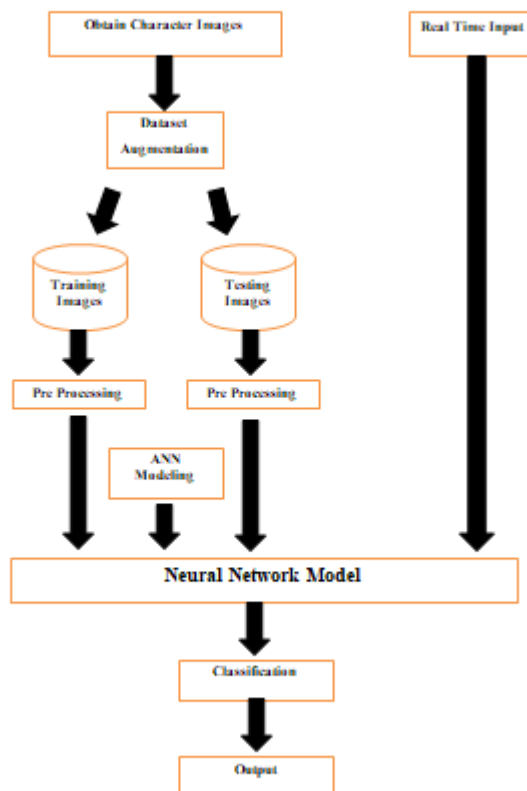 Obtain Character Images
Real Time Input
Dataset
Augmentation
Training
Images
Testing
Images
Pre Processing
Pre Processing
ANN
Modeling
Neural Network Model
Classification
Output